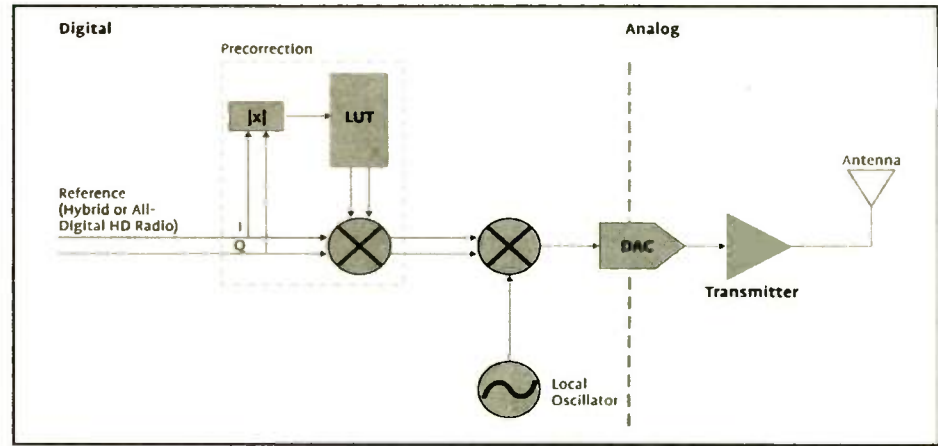 Digital
Analog
Precorrection
|x|
LUT
Antenna
Reference
(Hybrid or All-
Digital HD Radio)
I
Q
DAC
Transmitter
Local
Oscillator